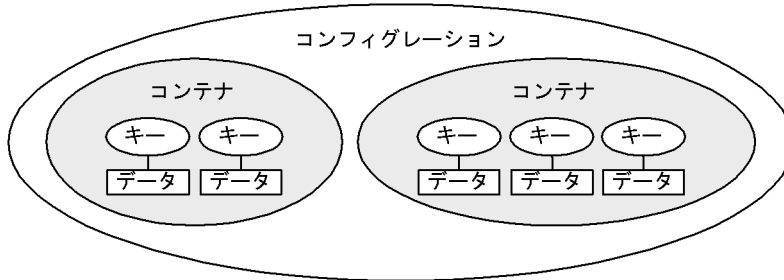 コンフィグレーション
コンテナ
コンテナ
キー キー
キー キー キー
データ データ
データ データ データ